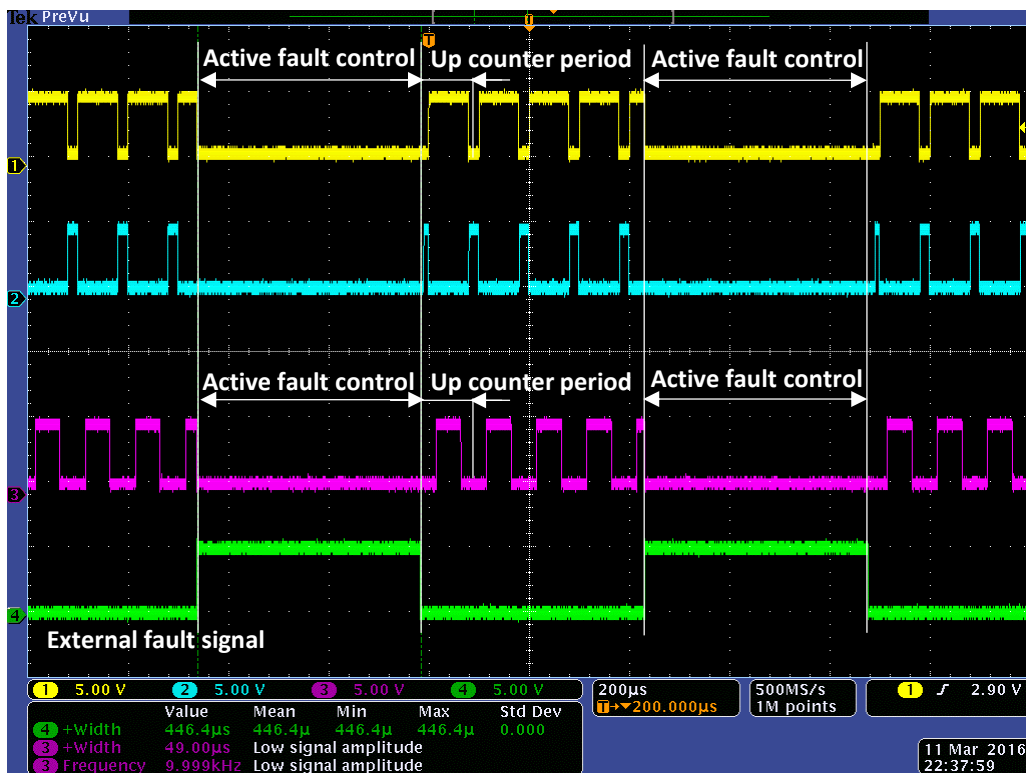 Tek PreVu
T
T
Active fault control Up counter period Active fault control
1
2
Active fault control Up counter period Active fault control
3
4
External fault signal
1 5.00 V 2 5.00 V 3 5.00 V 4 5.00 V 200µs 500MS/s 1 ƒ 2.90 V
T→▼200.000µs 1M points
Value Mean Min Max Std Dev
4 +Width 446.4µs 446.4µ 446.4µ 446.4µ 0.000
3 +Width 49.00µs Low signal amplitude
3 Frequency 9.999kHz Low signal amplitude
11 Mar 2016
22:37:59